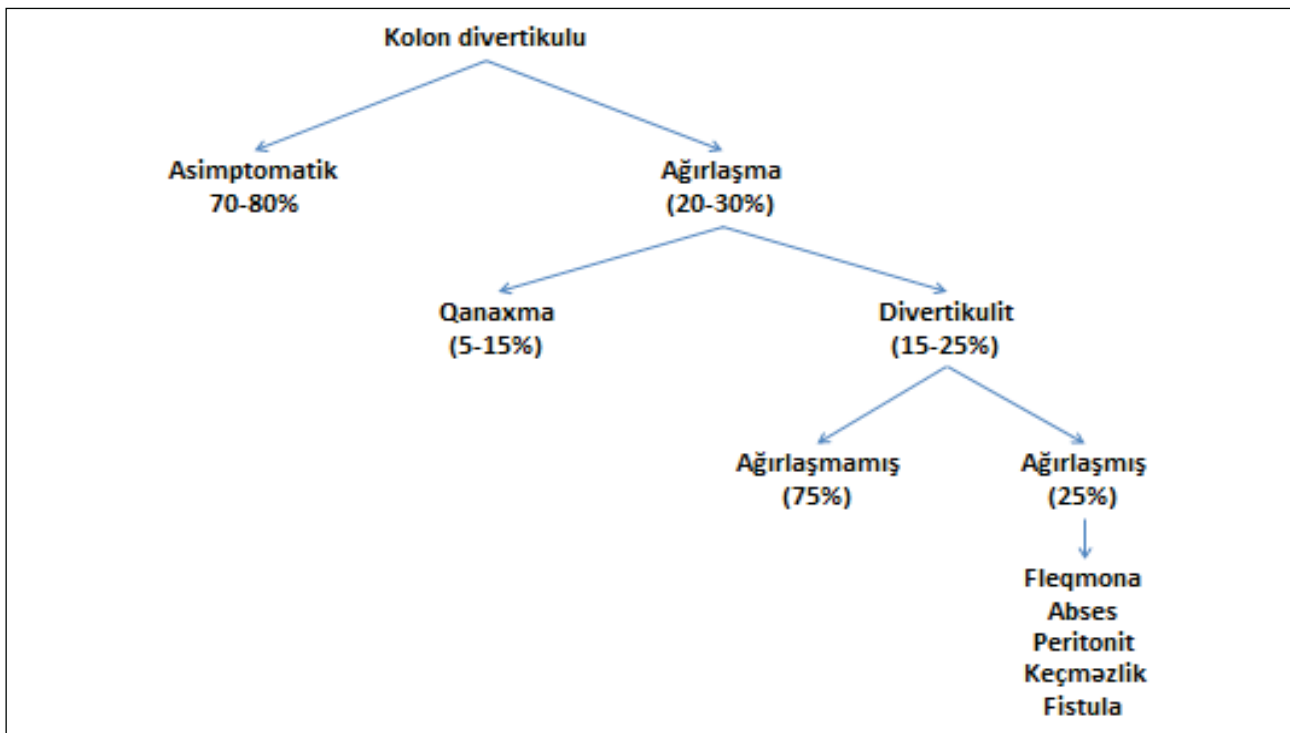 Kolon divertikulu
Asimptomatik
70-80%
Ağırlaşma
(20-30%)
Qanaxma
(5-15%)
Divertikulit
(15-25%)
Ağırlaşmamış
(75%)
Ağırlaşmış
(25%)
Fleqmona
Abses
Peritonit
Keçməzlik
Fistula